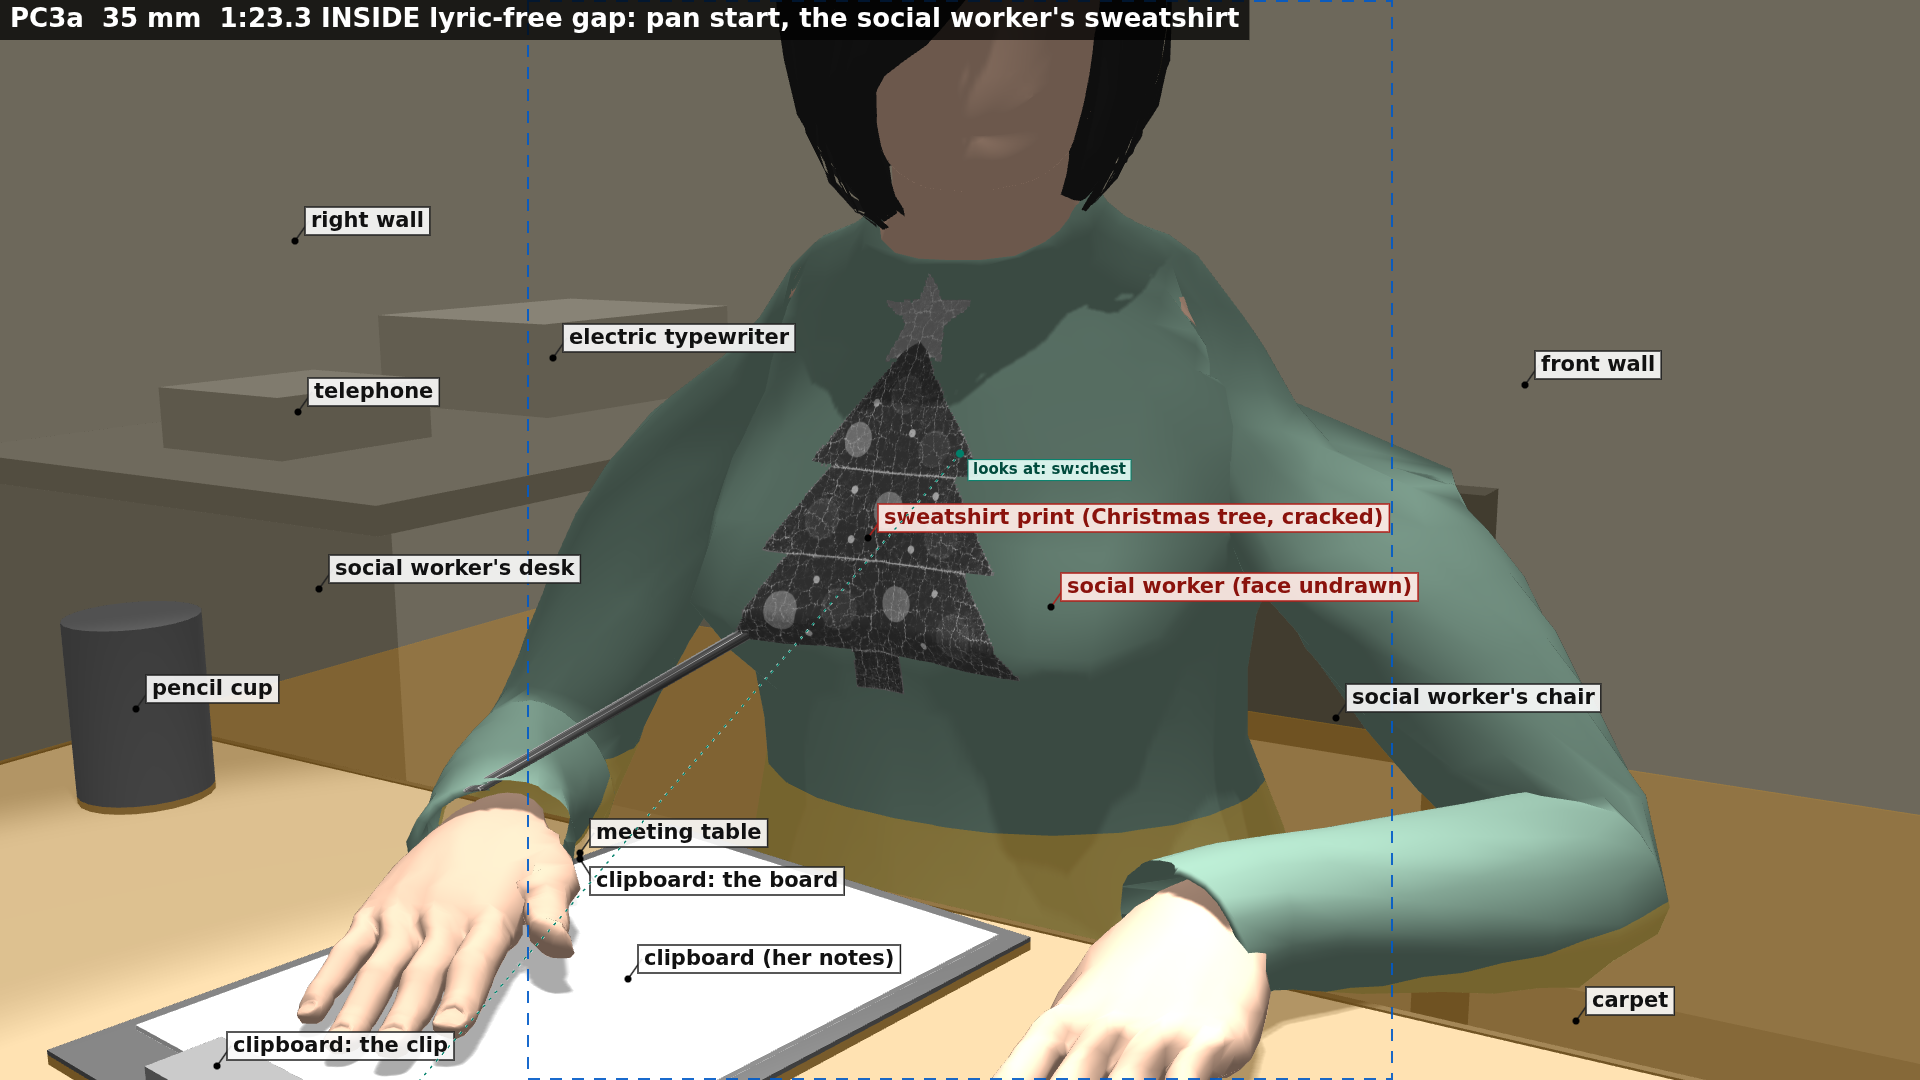 PC3a  35 mm  1:23.3 INSIDE lyric-free gap: pan start, the social worker's sweatshirt
right wall
electric typewriter
front wall
telephone
looks at: sw:chest
sweatshirt print (Christmas tree, cracked)
social worker's desk
social worker (face undrawn)
pencil cup
social worker's chair
meeting table
clipboard: the board
clipboard (her notes)
carpet
clipboard: the clip